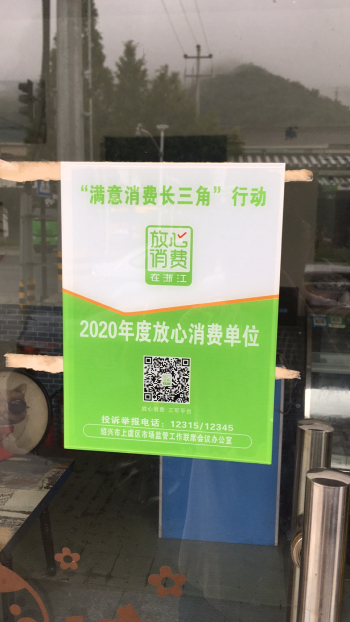 “满意消费长三角”行动
放心
消费
在浙江
2020年度放心消费单位
投诉举报电话：12315/12345
绍兴市上虞区市场监管工作联席会议办公室